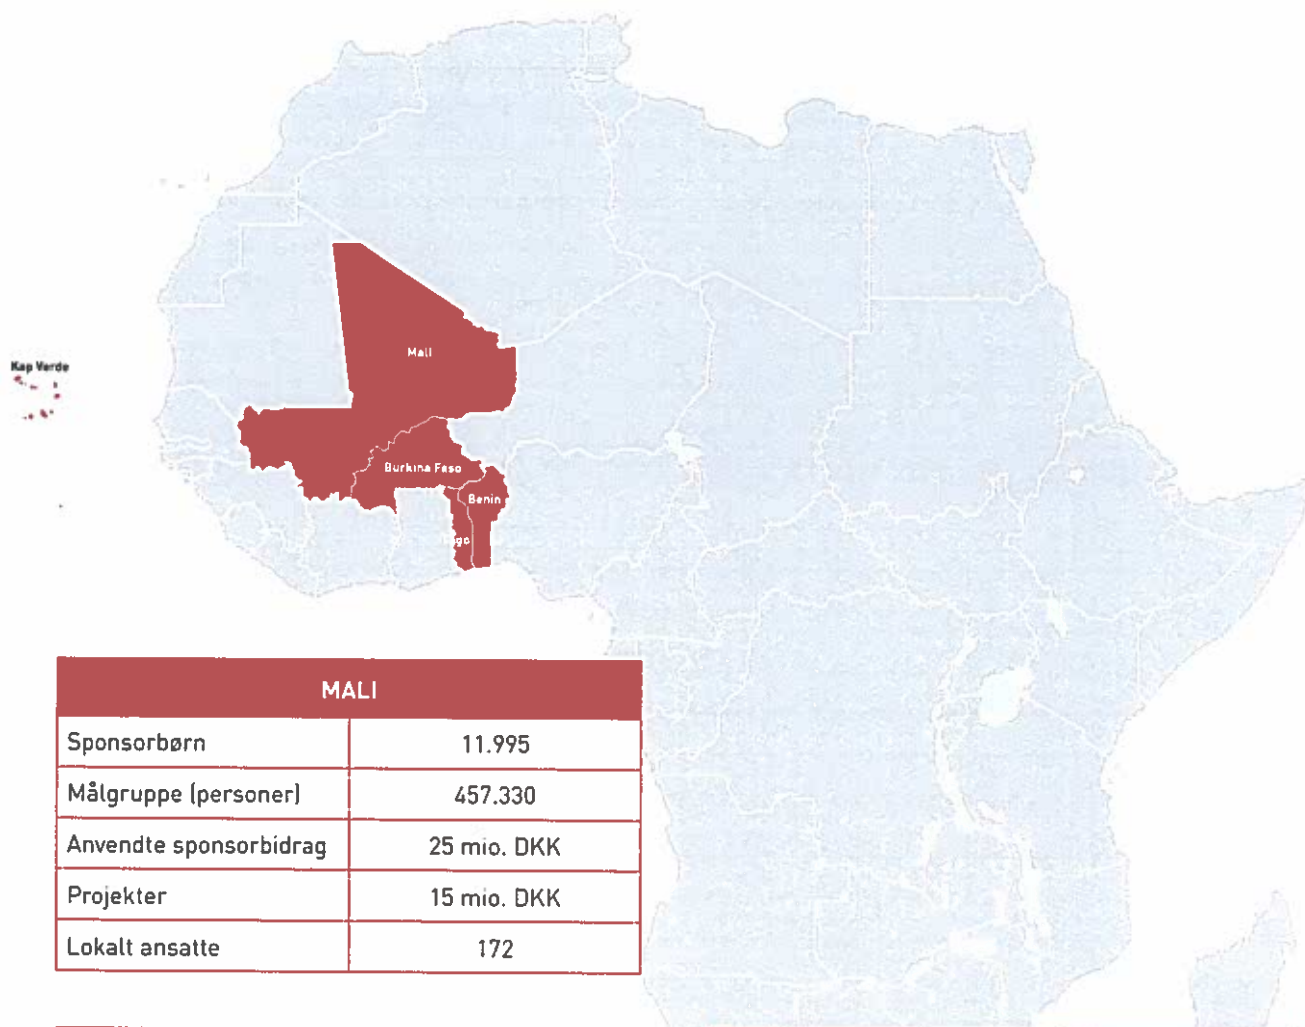 Kap Verde
Mali
Burkina Faso
Benin
MALI
Sponsorbørn 11.995
Målgruppe (personer) 457.330
Anvendte sponsorbidrag 25 mio. DKK
Projekter 15 mio. DKK
Lokalt ansatte 172